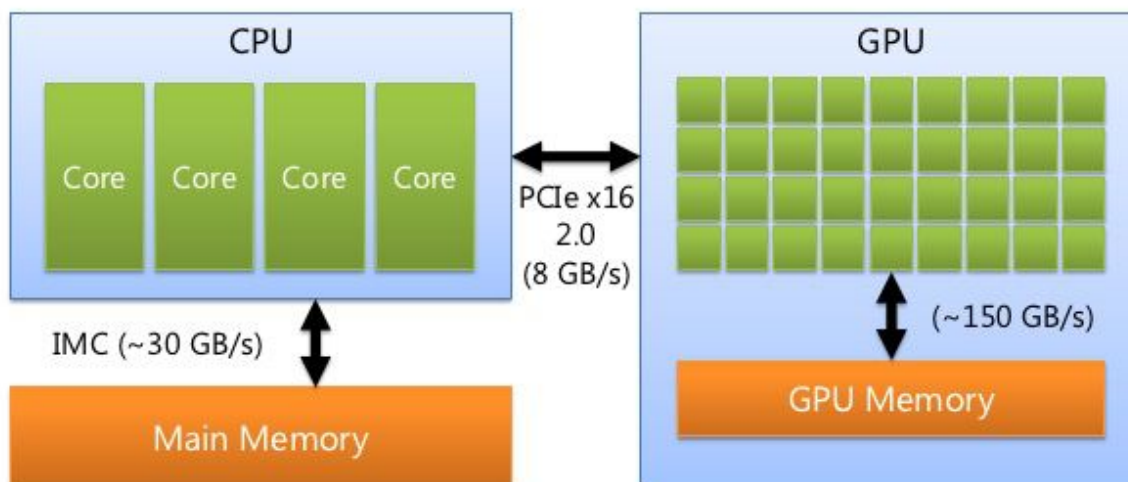 CPU
Core Core Core Core
IMC (~30 GB/s)
Main Memory
PCIe x16
2.0
(8 GB/s)
GPU
(~150 GB/s)
GPU Memory